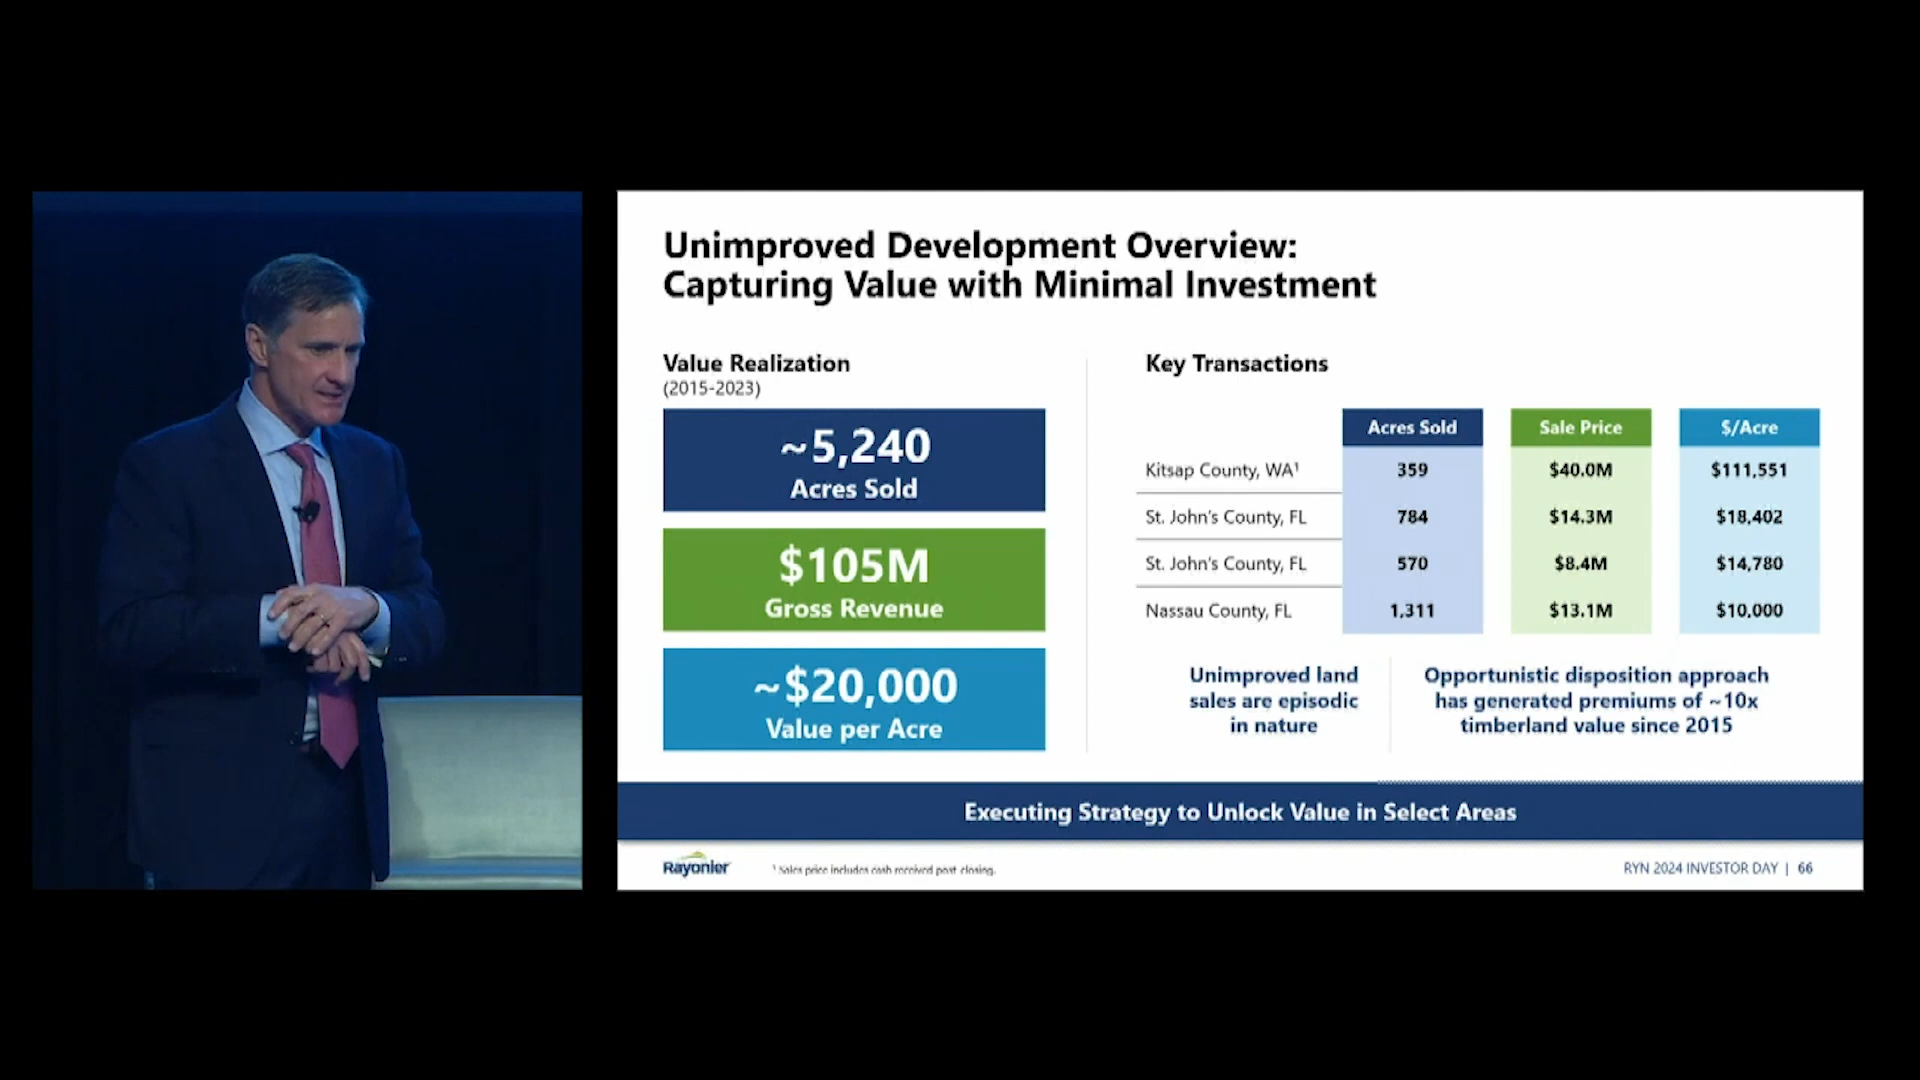 Unimproved Development Overview:
Capturing Value with Minimal Investment
Value Realization
(2015-2023)
~5,240
Acres Sold
$105M
Gross Revenue
~$20,000
Value per Acre
Key Transactions
Acres Sold Sale Price $/Acre
Kitsap County, WA¹ 359 $40.0M $111,551
St. John's County, FL 784 $14.3M $18,402
St. John's County, FL 570 $8.4M $14,780
Nassau County, FL 1,311 $13.1M $10,000
Unimproved land
sales are episodic
in nature
Opportunistic disposition approach
has generated premiums of ~10x
timberland value since 2015
Executing Strategy to Unlock Value in Select Areas
Rayonier
¹ Sales price includes cash received post-closing.
RYN 2024 INVESTOR DAY | 66